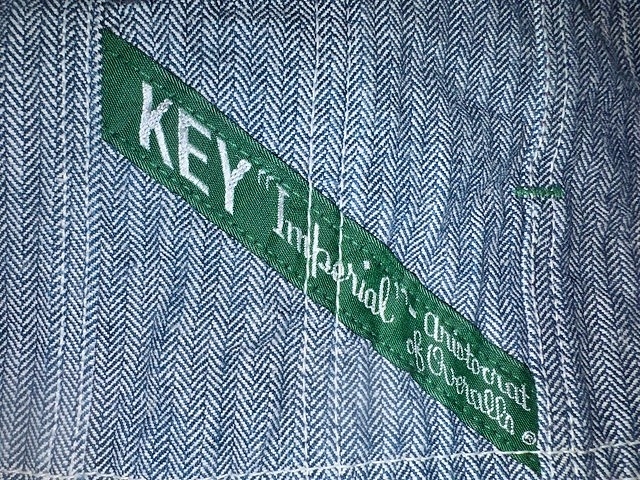 KEY "Imperial" - Aristocrat
of Overalls ®